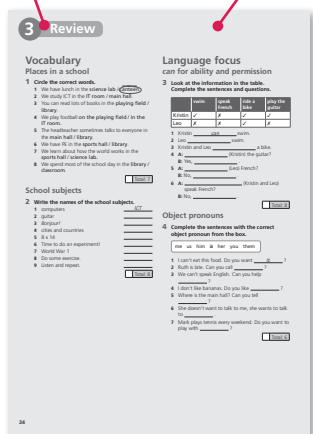 3 Review
Vocabulary
Places in a school
1 Circle the correct words.
1 We have lunch in the science lab / canteen.
2 We study ICT in the IT room / main hall.
3 You can read lots of books in the playing field /
library.
4 We play football on the playing field / in the
IT room.
5 The headteacher sometimes talks to everyone in
the main hall / library.
6 We have PE in the sports hall / library.
7 We learn about how the world works in the
sports hall / science lab.
8 We spend most of the school day in the library /
classroom.
Total: 7
School subjects
2 Write the names of the school subjects.
1 computers ICT
2 guitar
3 Bonjour!
4 cities and countries
5 8 x 14
6 Time to do an experiment!
7 World War 1
8 Do some exercise.
9 Listen and repeat.
Total: 8
Language focus
can for ability and permission
3 Look at the information in the table.
Complete the sentences and questions.
swim speak French ride a bike play the guitar
Kristin ✓ ✗ ✓ ✓
Leo ✓ ✗ ✓ ✗
1 Kristin can swim.
2 Leo swim.
3 Kristin and Leo a bike.
4 A: (Kristin) the guitar?
B: Yes,
5 A: (Leo) French?
B: No,
6 A: (Kristin and Leo)
speak French?
B: No,
Total: 8
Object pronouns
4 Complete the sentences with the correct
object pronoun from the box.
me us him it her you them
1 I can't eat this food. Do you want it ?
2 Ruth is late. Can you call ?
3 We can't speak English. Can you help
?
4 I don't like bananas. Do you like ?
5 Where is the main hall? Can you tell
?
6 She doesn't want to talk to me, she wants to talk
to .
7 Mark plays tennis every weekend. Do you want to
play with ?
Total: 6
34